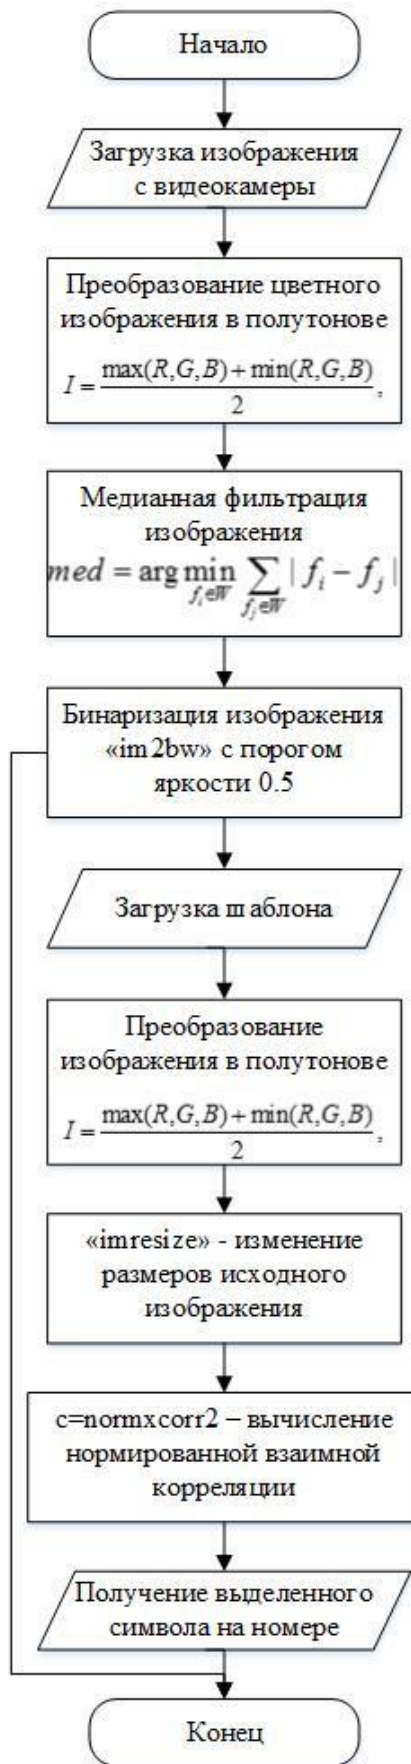 Начало
Загрузка изображения
с видеокамеры
Преобразование цветного
изображения в полутонове
I = \frac{max(R,G,B)+min(R,G,B)}{2},
Медианная фильтрация
изображения
med = arg min_{f_i∈W} ∑_{f_j∈W} | f_i − f_j |
Бинаризация изображения
«im2bw» с порогом
яркости 0.5
Загрузка шаблона
Преобразование
изображения в полутонове
I = \frac{max(R,G,B)+min(R,G,B)}{2},
«imresize» - изменение
размеров исходного
изображения
c=normxcorr2 – вычисление
нормированной взаимной
корреляции
Получение выделенного
символа на номере
Конец